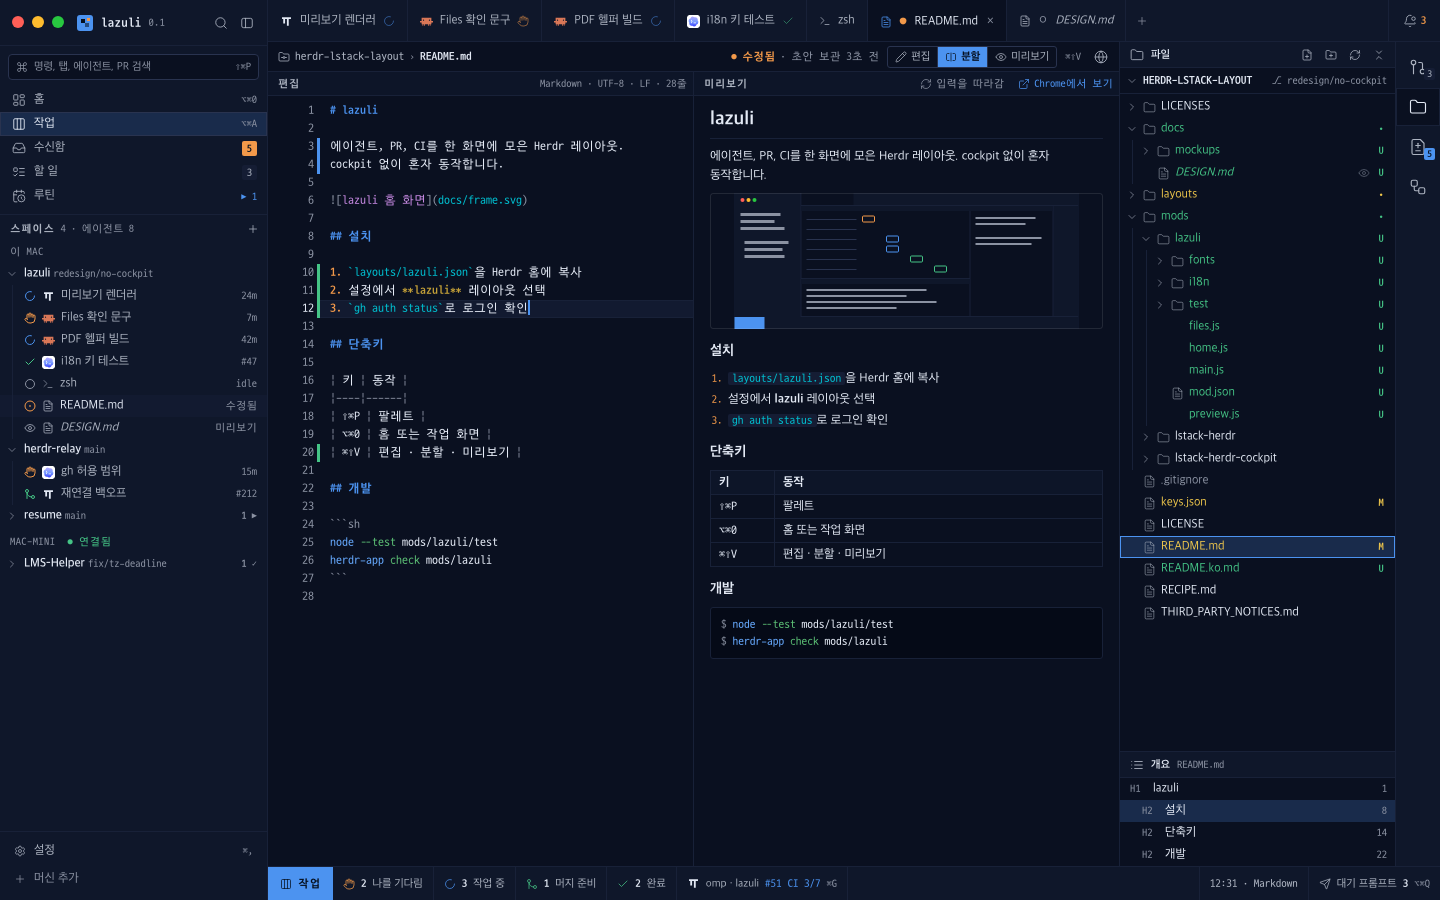 lazuli 0.1
명령, 탭, 에이전트, PR 검색 ⇧⌘P
홈 ⌥⌘0
작업 ⌥⌘A
수신함 5
할 일 3
루틴 ▶ 1
스페이스 4 · 에이전트 8
이 MAC
lazuli redesign/no-cockpit
미리보기 렌더러 24m
Files 확인 문구 7m
PDF 헬퍼 빌드 42m
i18n 키 테스트 #47
zsh idle
README.md 수정됨
DESIGN.md 미리보기
herdr-relay main
gh 허용 범위 15m
재연결 백오프 #212
resume main 1 ▶
MAC-MINI ● 연결됨
LMS-Helper fix/tz-deadline 1 ✓
설정 ⌘,
머신 추가
미리보기 렌더러
Files 확인 문구
PDF 헬퍼 빌드
i18n 키 테스트
zsh
README.md ×
DESIGN.md
3
herdr-lstack-layout › README.md
● 수정됨 · 초안 보관 3초 전
편집 분할 미리보기 ⌘⇧V
편집 Markdown · UTF-8 · LF · 28줄
1 # lazuli
2
3 에이전트, PR, CI를 한 화면에 모은 Herdr 레이아웃.
4 cockpit 없이 혼자 동작합니다.
5
6 ![lazuli 홈 화면](docs/frame.svg)
7
8 ## 설치
9
10 1. `layouts/lazuli.json`을 Herdr 홈에 복사
11 2. 설정에서 **lazuli** 레이아웃 선택
12 3. `gh auth status`로 로그인 확인
13
14 ## 단축키
15
16 | 키 | 동작 |
17 |----|------|
18 | ⇧⌘P | 팔레트 |
19 | ⌥⌘0 | 홈 또는 작업 화면 |
20 | ⌘⇧V | 편집 · 분할 · 미리보기 |
21
22 ## 개발
23
24 ```sh
25 node --test mods/lazuli/test
26 herdr-app check mods/lazuli
27 ```
28
미리보기 입력을 따라감 Chrome에서 보기
lazuli
에이전트, PR, CI를 한 화면에 모은 Herdr 레이아웃. cockpit 없이 혼자
동작합니다.
설치
1. layouts/lazuli.json 을 Herdr 홈에 복사
2. 설정에서 lazuli 레이아웃 선택
3. gh auth status 로 로그인 확인
단축키
키 동작
⇧⌘P 팔레트
⌥⌘0 홈 또는 작업 화면
⌘⇧V 편집 · 분할 · 미리보기
개발
$ node --test mods/lazuli/test
$ herdr-app check mods/lazuli
파일
HERDR-LSTACK-LAYOUT redesign/no-cockpit
LICENSES
docs
mockups U
DESIGN.md U
layouts
mods
lazuli U
fonts U
i18n U
test U
files.js U
home.js U
main.js U
mod.json U
preview.js U
lstack-herdr
lstack-herdr-cockpit
.gitignore
keys.json M
LICENSE
README.md M
README.ko.md U
RECIPE.md
THIRD_PARTY_NOTICES.md
개요 README.md
H1 lazuli 1
H2 설치 8
H2 단축키 14
H2 개발 22
3
5
작업
2 나를 기다림
3 작업 중
1 머지 준비
2 완료
omp · lazuli #51 CI 3/7 ⌘G
12:31 · Markdown
대기 프롬프트 3 ⌥⌘Q